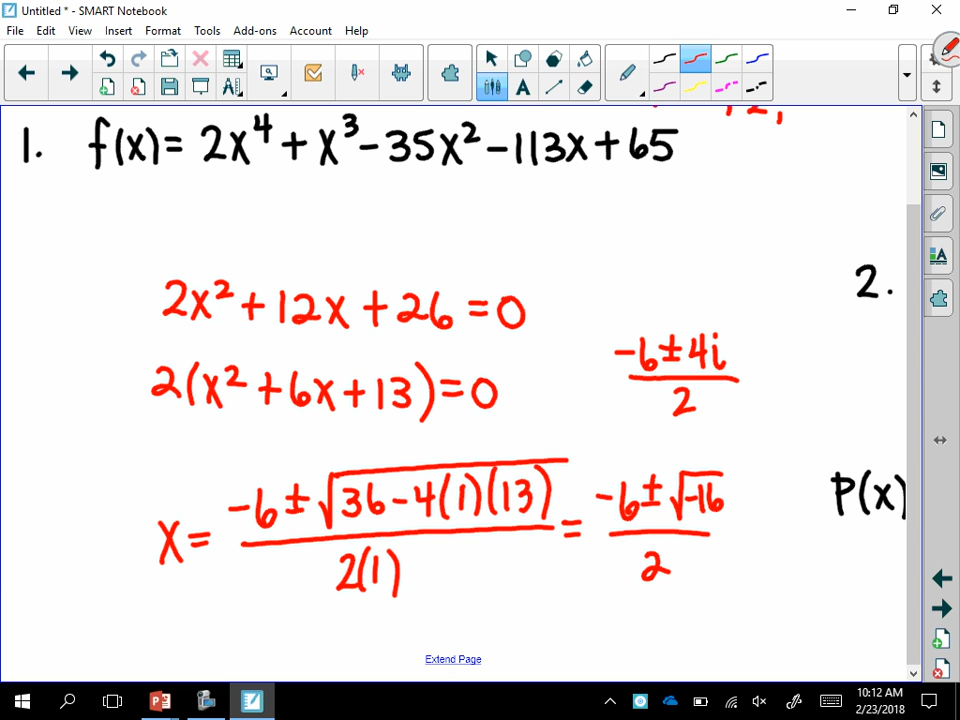 Untitled * - SMART Notebook
File Edit View Insert Format Tools Add-ons Account Help
1. f(x)= 2x⁴ + x³ - 35x² - 113x + 65
2x² + 12x + 26 = 0
2.
-6 ± 4i
2
2(x² + 6x + 13) = 0
x = -6 ± √36 - 4(1)(13) = -6 ± √-16
2(1) 2
P(x)
Extend Page
10:12 AM
2/23/2018